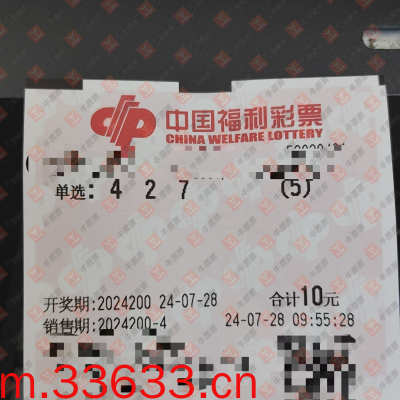 中国福利彩票
CHINA WELFARE LOTTERY
单选: 4 2 7 (5)
开奖期:2024200 24-07-28 合计10元
销售期:2024200-4 24-07-28 09:55:28
m.33633.cn